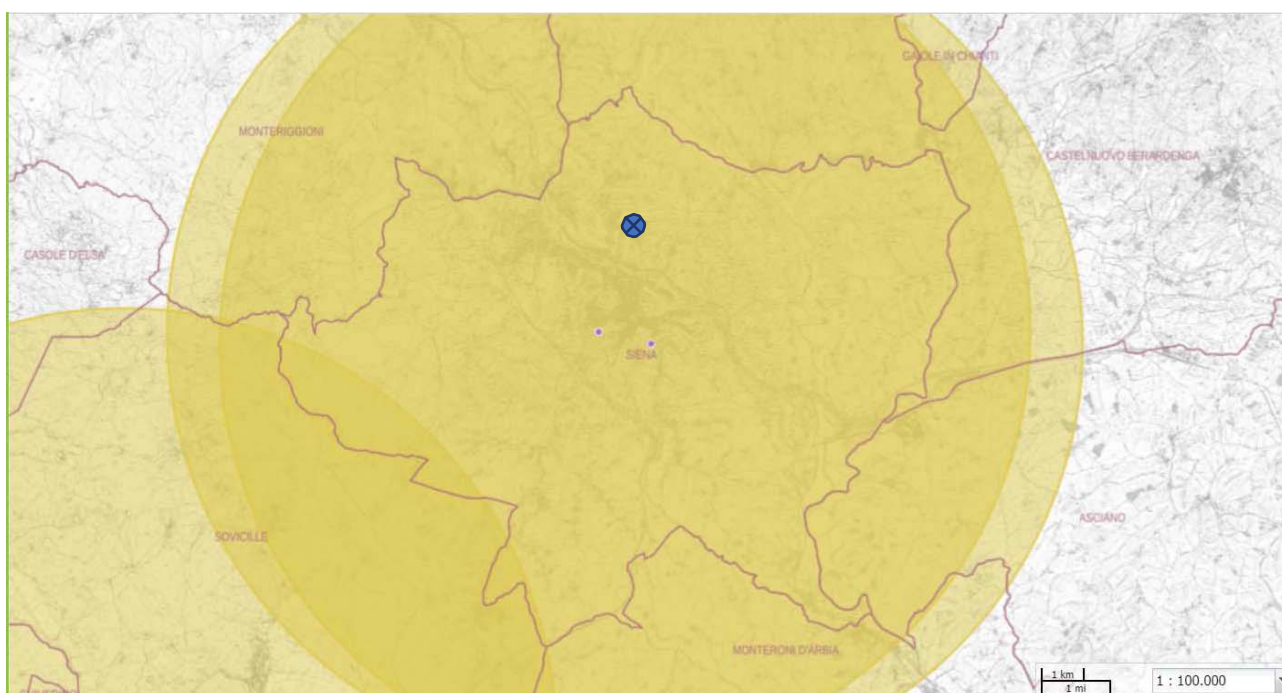 GAIOLE IN CHIANTI
MONTERIGGIONI
CASTELNUOVO BERARDENGA
CASOLE D'ELSA
SIENA
ASCIANO
SOVICILLE
MONTERONI D'ARBIA
1 km
1 mi
1 : 100.000